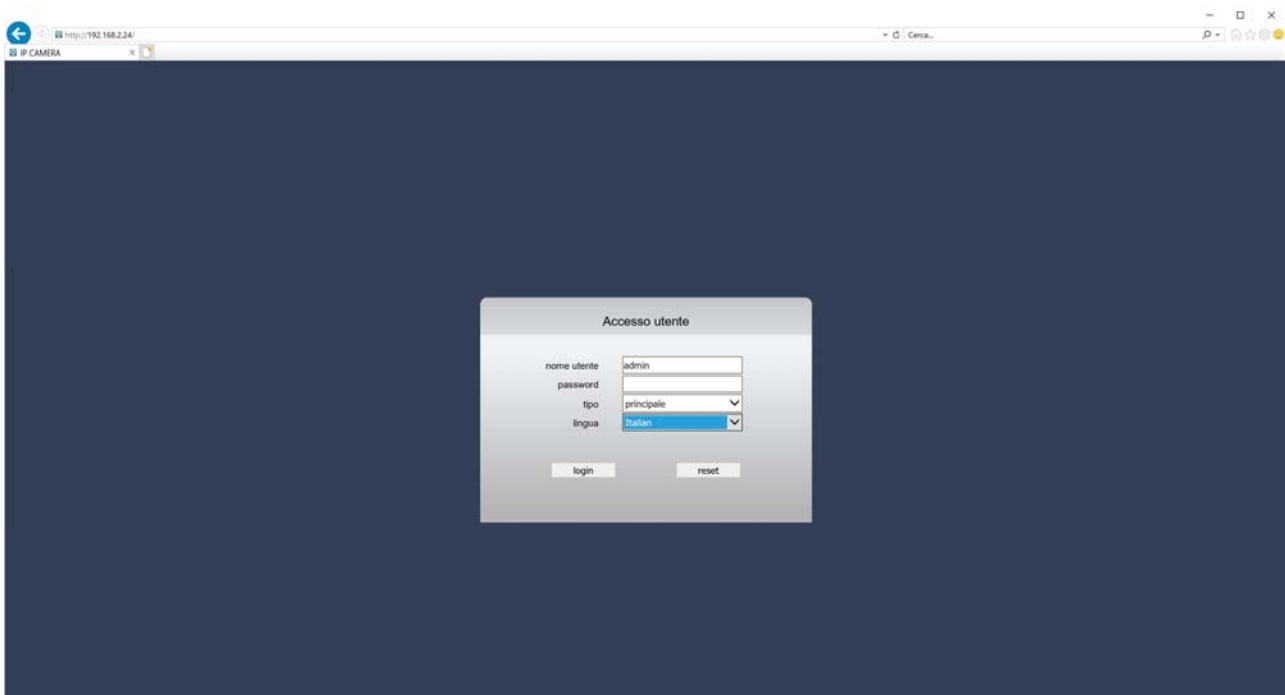 http://192.168.2.24/
Cerca...
IP CAMERA
Accesso utente
nome utente admin
password
tipo principale
lingua Italian
login reset